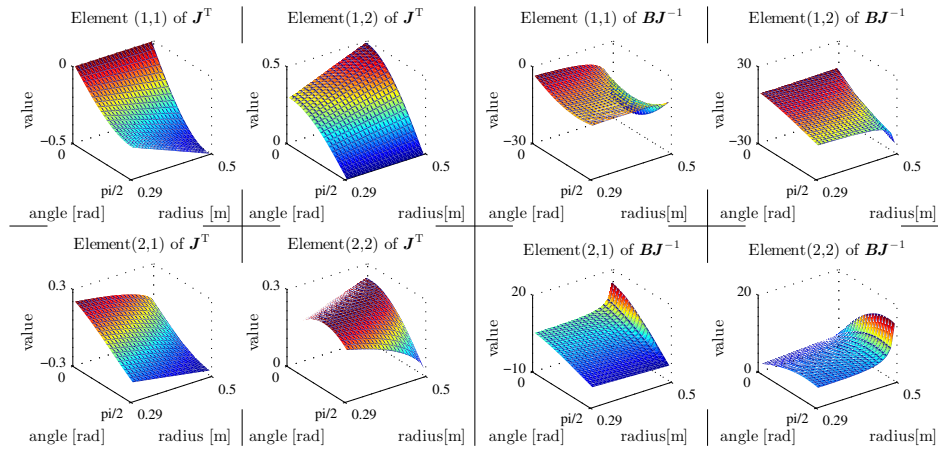 Element (1,1) of J^T
value
0
−0.5
0
pi/2
0.29
0.5
angle [rad]
radius [m]
Element(1,2) of J^T
value
0.5
0
0
pi/2
0.29
0.5
angle [rad]
radius[m]
Element (1,1) of BJ^−1
value
0
−30
0
pi/2
0.29
0.5
angle [rad]
radius[m]
Element(1,2) of BJ^−1
value
30
−30
0
pi/2
0.29
0.5
angle [rad]
radius[m]
Element(2,1) of J^T
value
0.3
−0.3
0
pi/2
0.29
0.5
angle [rad]
radius[m]
Element(2,2) of J^T
value
0.3
0
0
pi/2
0.29
0.5
angle [rad]
radius[m]
Element(2,1) of BJ^−1
value
20
−10
0
pi/2
0.29
0.5
angle [rad]
radius[m]
Element(2,2) of BJ^−1
value
20
0
0
pi/2
0.29
0.5
angle [rad]
radius[m]